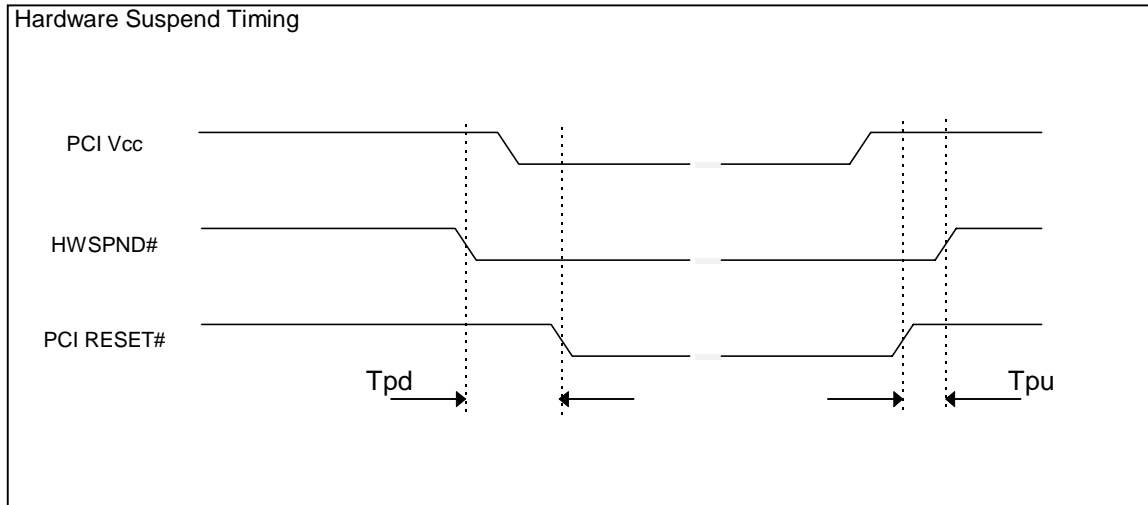 Hardware Suspend Timing
PCI Vcc
HWSPND#
PCI RESET#
Tpd
Tpu